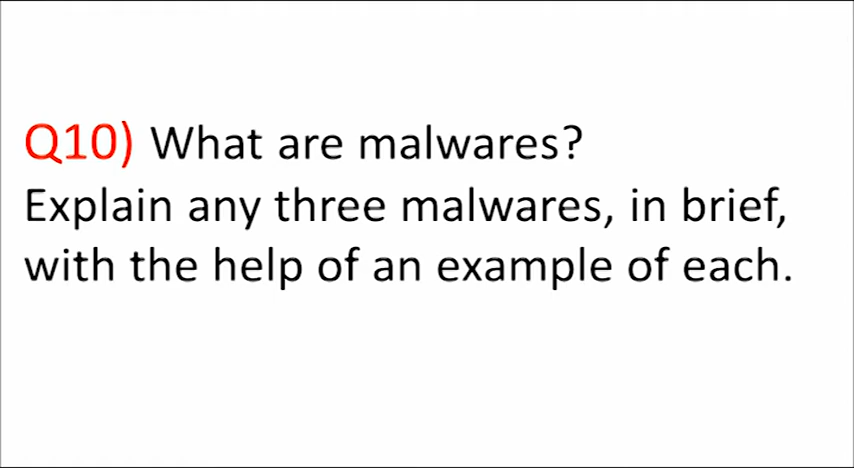 Q10) What are malwares?
Explain any three malwares, in brief,
with the help of an example of each.